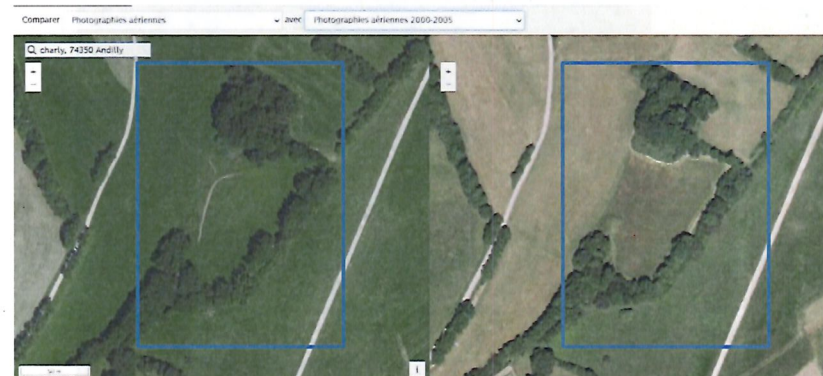 Comparer Photographies aériennes avec Photographies aériennes 2000-2005
charly, 74350 Andilly
+
–
+
–
i